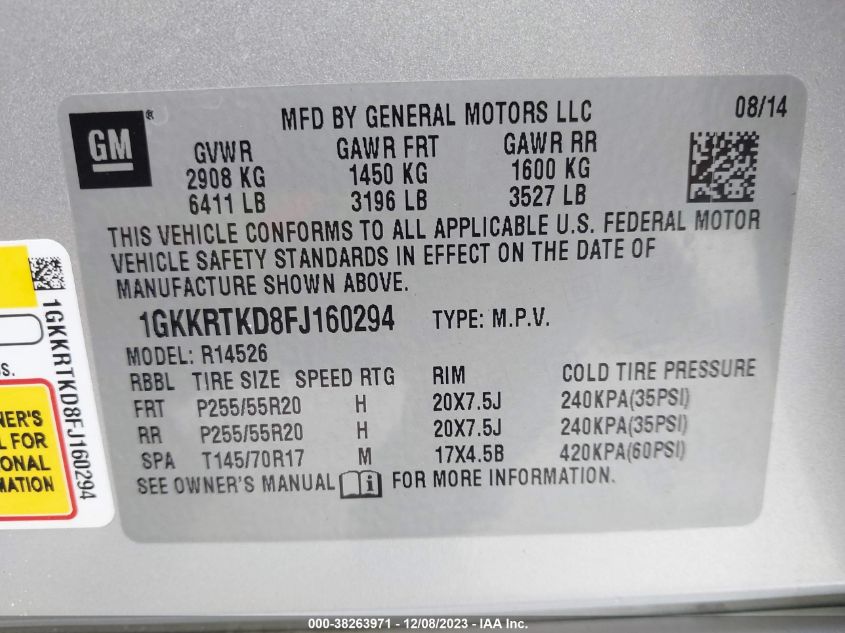 GM®
MFD BY GENERAL MOTORS LLC
08/14
GVWR GAWR FRT GAWR RR
2908 KG 1450 KG 1600 KG
6411 LB 3196 LB 3527 LB
THIS VEHICLE CONFORMS TO ALL APPLICABLE U.S. FEDERAL MOTOR
VEHICLE SAFETY STANDARDS IN EFFECT ON THE DATE OF
MANUFACTURE SHOWN ABOVE.
1GKKRTKD8FJ160294 TYPE: M.P.V.
MODEL: R14526
RBBL TIRE SIZE SPEED RTG RIM COLD TIRE PRESSURE
FRT P255/55R20 H 20X7.5J 240KPA(35PSI)
RR P255/55R20 H 20X7.5J 240KPA(35PSI)
SPA T145/70R17 M 17X4.5B 420KPA(60PSI)
SEE OWNER'S MANUAL i FOR MORE INFORMATION.
1GKKRTKD8FJ160294
S.
NER'S
L FOR
ONAL
MATION
000-38263971 - 12/08/2023 - IAA Inc.